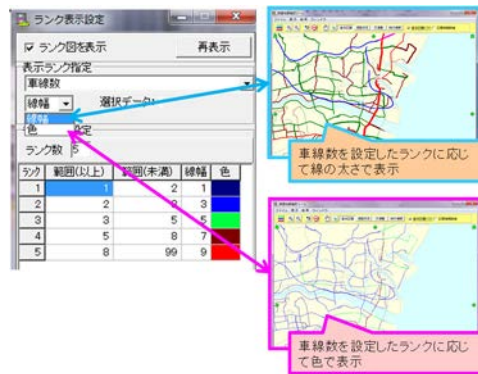 ランク表示設定
ランク図を表示
再表示
表示ランク指定
車線数
線幅
選択データ:
線幅
色
設定
ランク数 5
ランク 範囲(以上) 範囲(未満) 線幅 色
1 1 2 1
2 2 3 3
3 3 5 5
4 5 8 7
5 8 99 9
車線数を設定したランクに応じ
て線の太さで表示
車線数を設定したランクに応じ
て色で表示